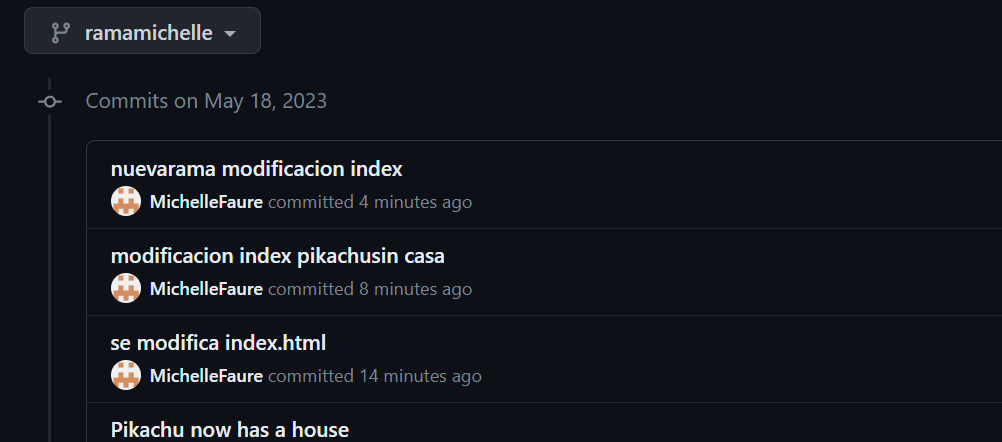 ramamichelle
Commits on May 18, 2023
nuevarama modificacion index
MichelleFaure committed 4 minutes ago
modificacion index pikachusin casa
MichelleFaure committed 8 minutes ago
se modifica index.html
MichelleFaure committed 14 minutes ago
Pikachu now has a house